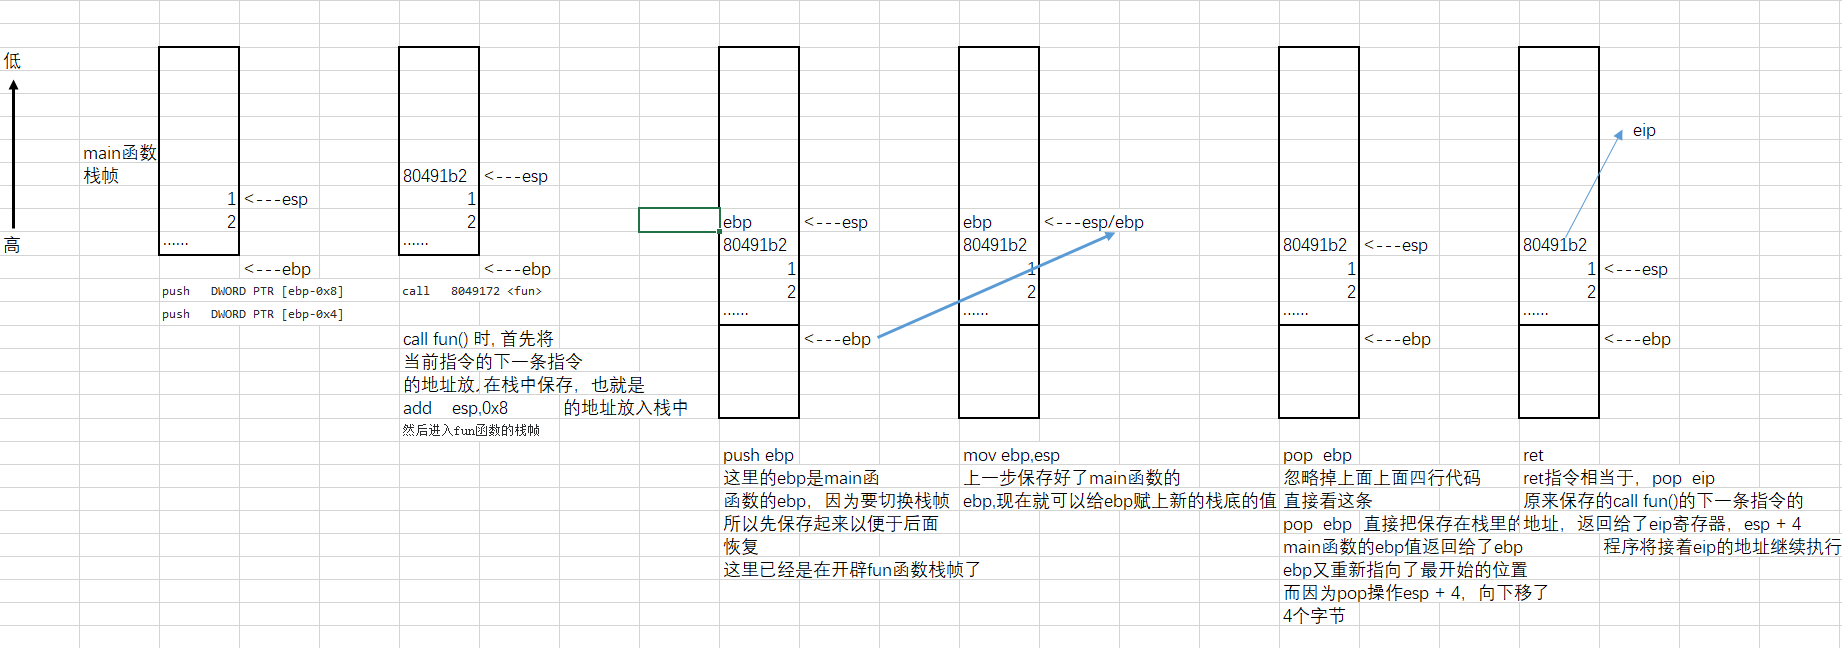 低
高
main函数
栈帧
1 <---esp
2
......
<---ebp
push DWORD PTR [ebp-0x8]
push DWORD PTR [ebp-0x4]
80491b2 <---esp
1
2
......
<---ebp
call 8049172 <fun>
call fun() 时, 首先将
当前指令的下一条指令
的地址放在栈中保存，也就是
add esp,0x8 的地址放入栈中
然后进入fun函数的栈帧
ebp <---esp
80491b2
1
2
......
<---ebp
push ebp
这里的ebp是main函
函数的ebp，因为要切换栈帧
所以先保存起来以便于后面
恢复
这里已经是在开辟fun函数栈帧了
ebp <---esp/ebp
80491b2
1
2
......
mov ebp,esp
上一步保存好了main函数的
ebp,现在就可以给ebp赋上新的栈底的值
80491b2 <---esp
1
2
......
<---ebp
pop ebp
忽略掉上面上面四行代码
直接看这条
pop ebp 直接把保存在栈里的
main函数的ebp值返回给了ebp
ebp又重新指向了最开始的位置
而因为pop操作esp + 4，向下移了
4个字节
eip
80491b2
1 <---esp
2
......
<---ebp
ret
ret指令相当于，pop eip
原来保存的call fun()的下一条指令的
地址，返回给了eip寄存器，esp + 4
程序将接着eip的地址继续执行